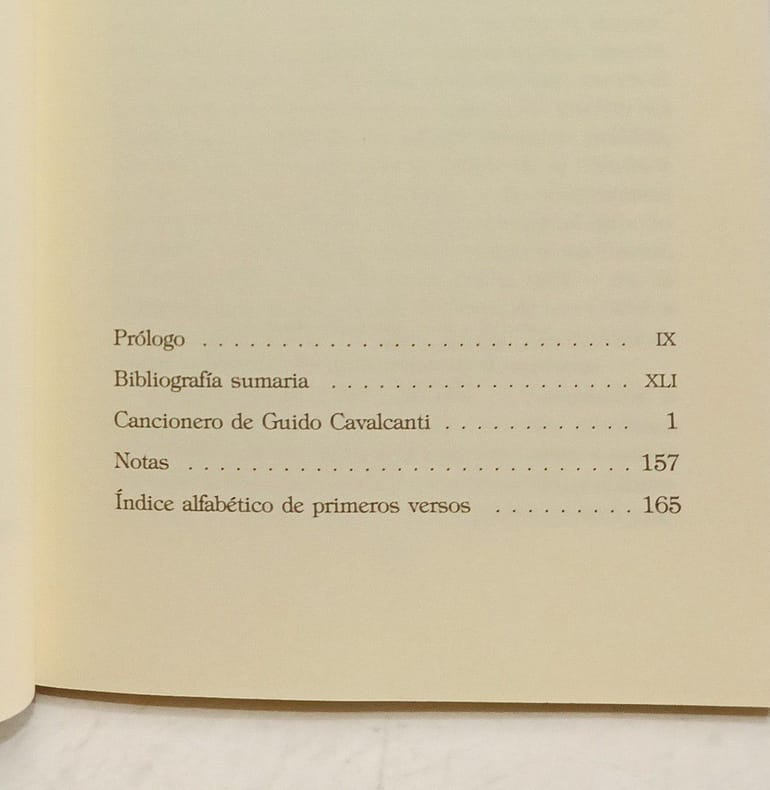 Prólogo . . . . . . . . . . . . . . . . . . . . . . . . . . . . IX
Bibliografía sumaria . . . . . . . . . . . . . . . . . . . . XLI
Cancionero de Guido Cavalcanti . . . . . . . . . . . . 1
Notas . . . . . . . . . . . . . . . . . . . . . . . . . . . . . 157
Índice alfabético de primeros versos . . . . . . . . . 165